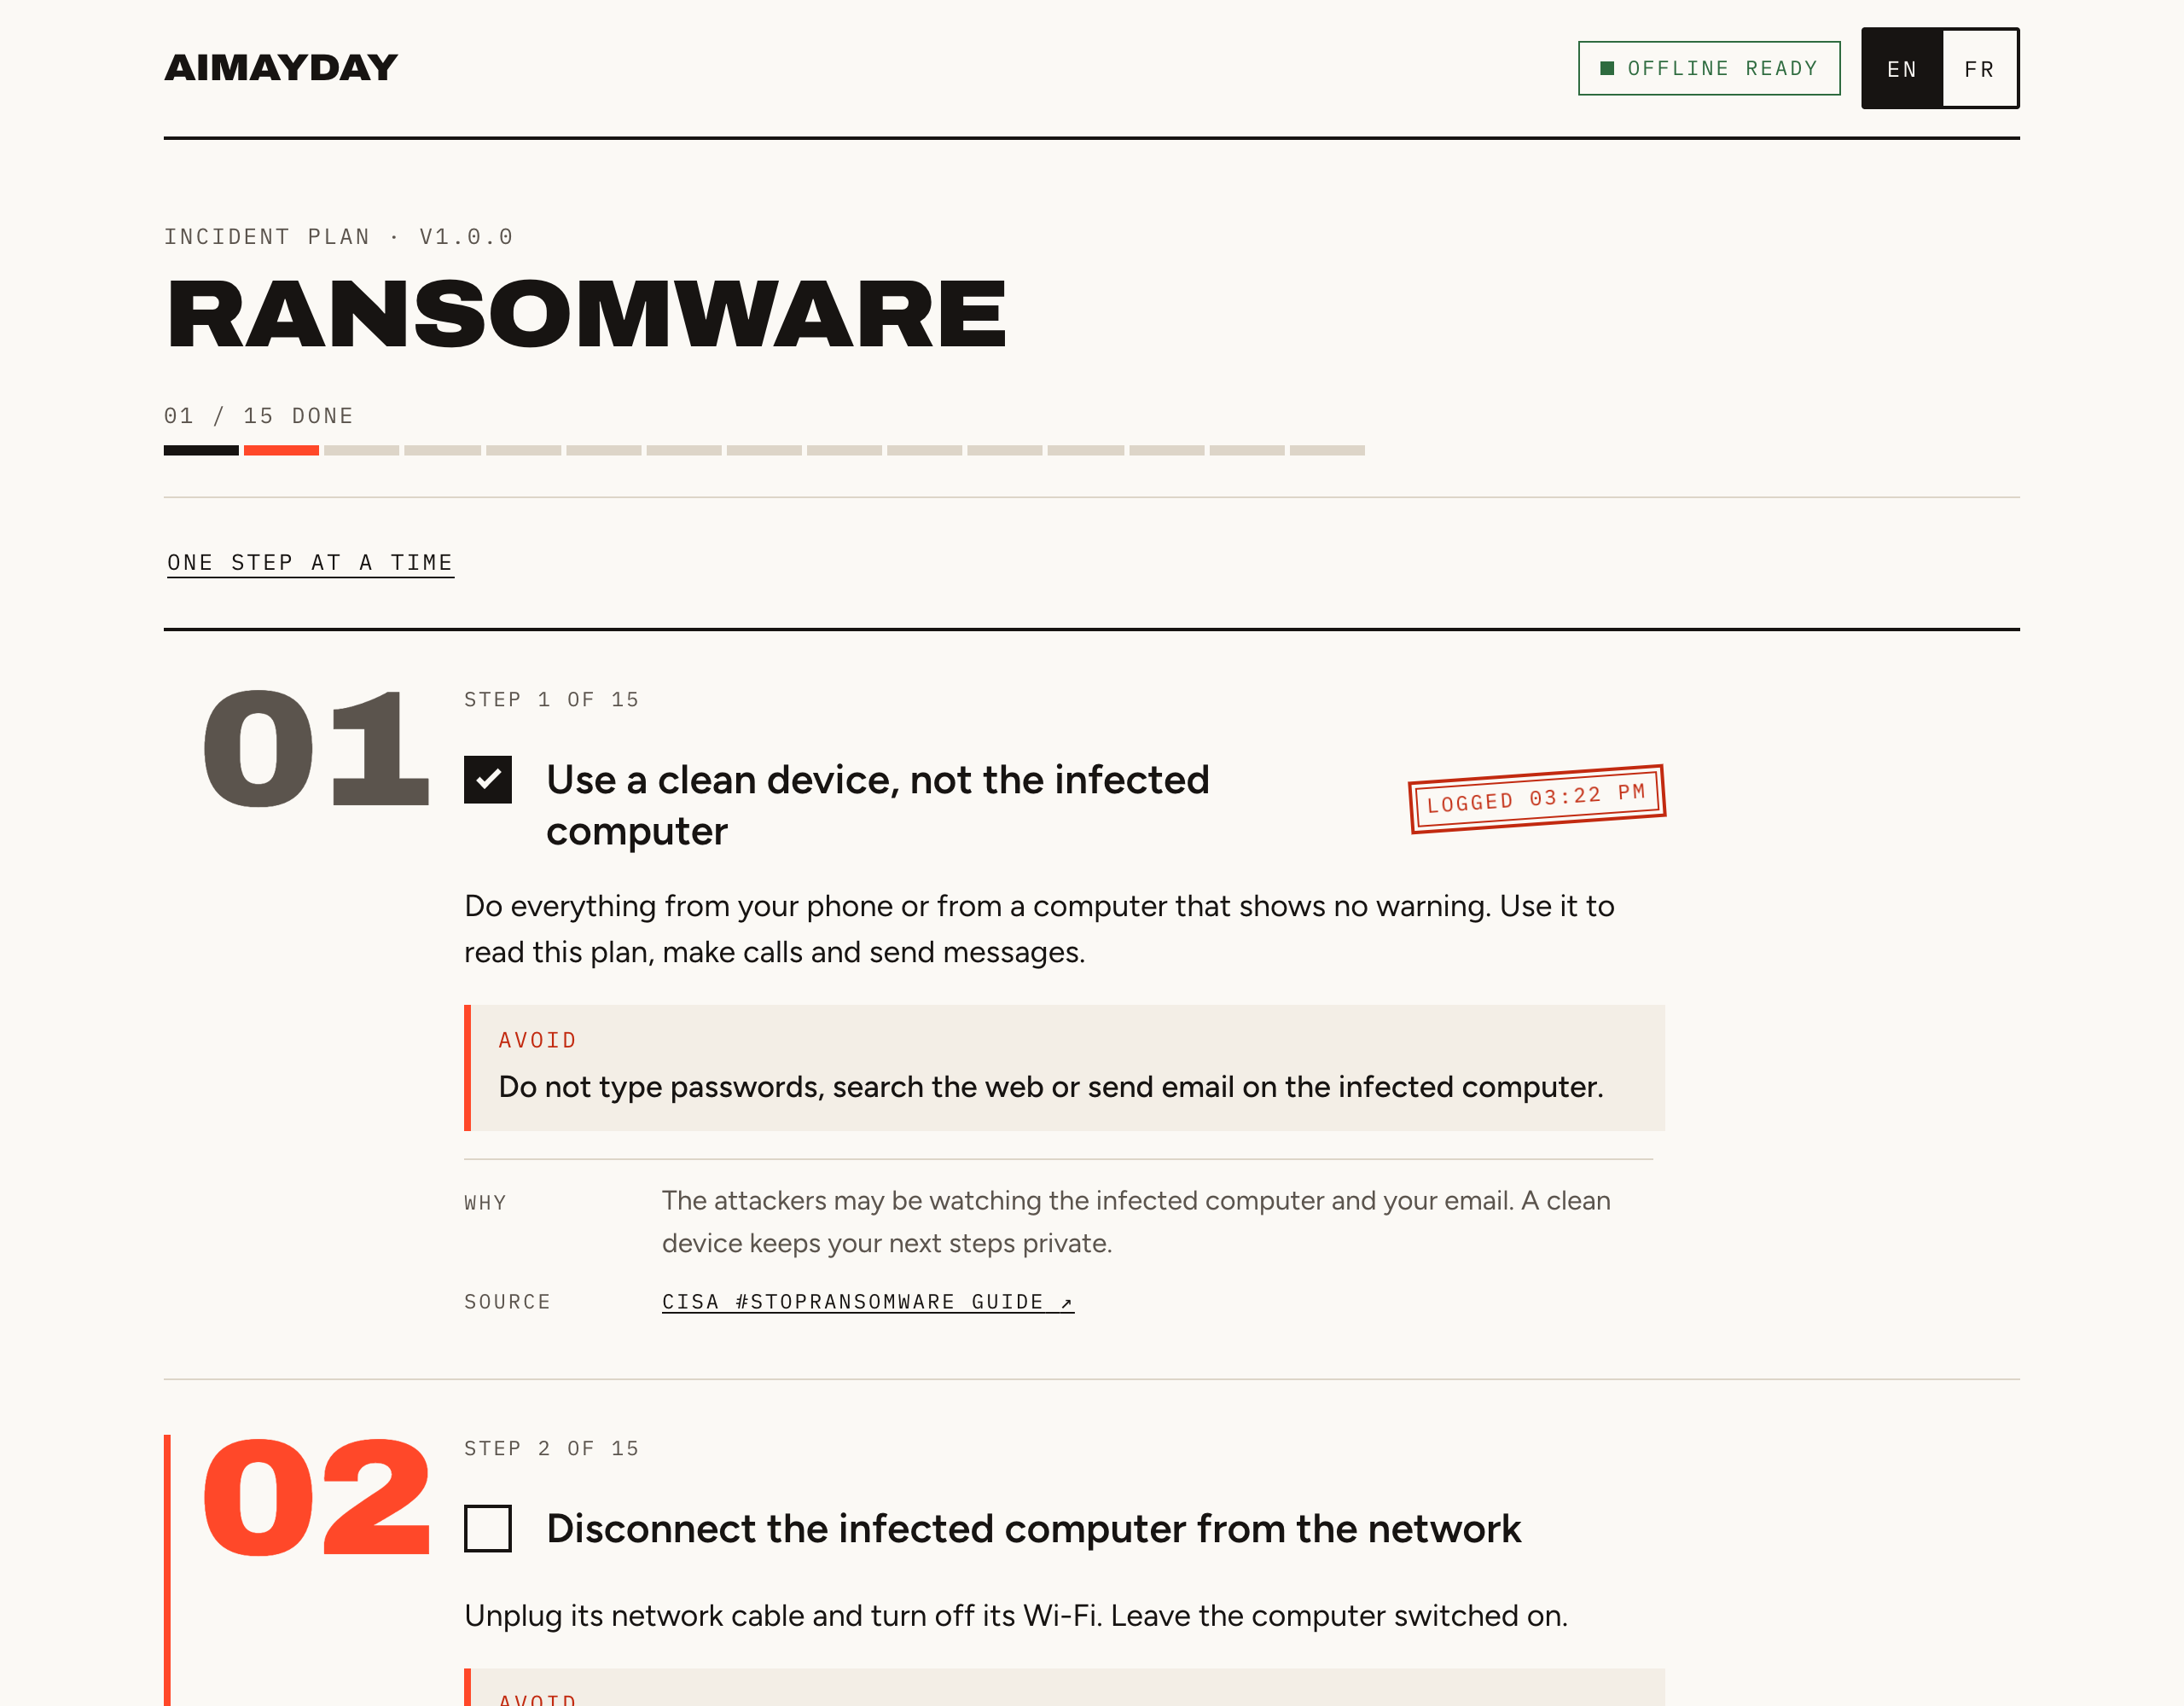 AIMAYDAY
OFFLINE READY
EN
FR
INCIDENT PLAN · V1.0.0
RANSOMWARE
01 / 15 DONE
ONE STEP AT A TIME
01
STEP 1 OF 15
Use a clean device, not the infected
computer
LOGGED 03:22 PM
Do everything from your phone or from a computer that shows no warning. Use it to
read this plan, make calls and send messages.
AVOID
Do not type passwords, search the web or send email on the infected computer.
WHY
The attackers may be watching the infected computer and your email. A clean
device keeps your next steps private.
SOURCE
CISA #STOPRANSOMWARE GUIDE ↗
02
STEP 2 OF 15
Disconnect the infected computer from the network
Unplug its network cable and turn off its Wi-Fi. Leave the computer switched on.
AVOID